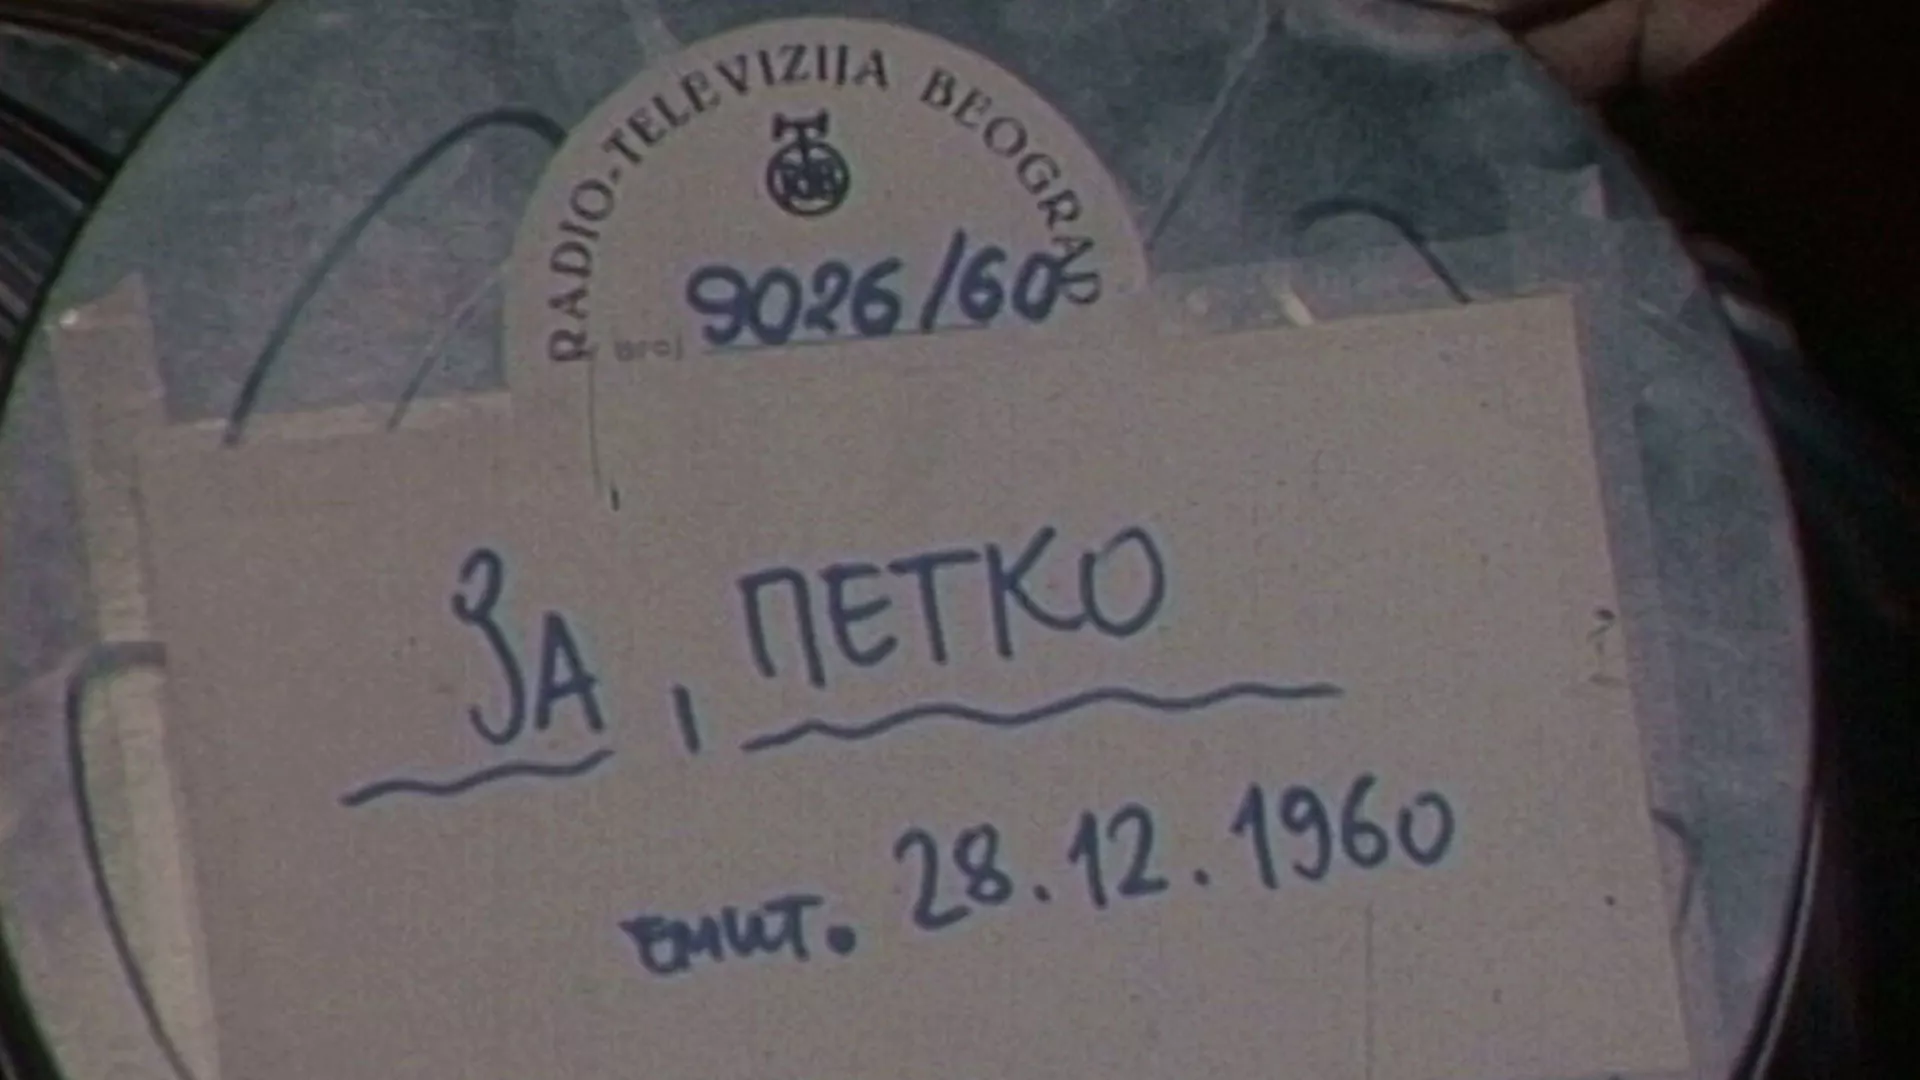 RADIO-TELEVIZIJA BEOGRAD
9026/60
Broj
ЗА, ПЕТКО
емит. 28.12.1960